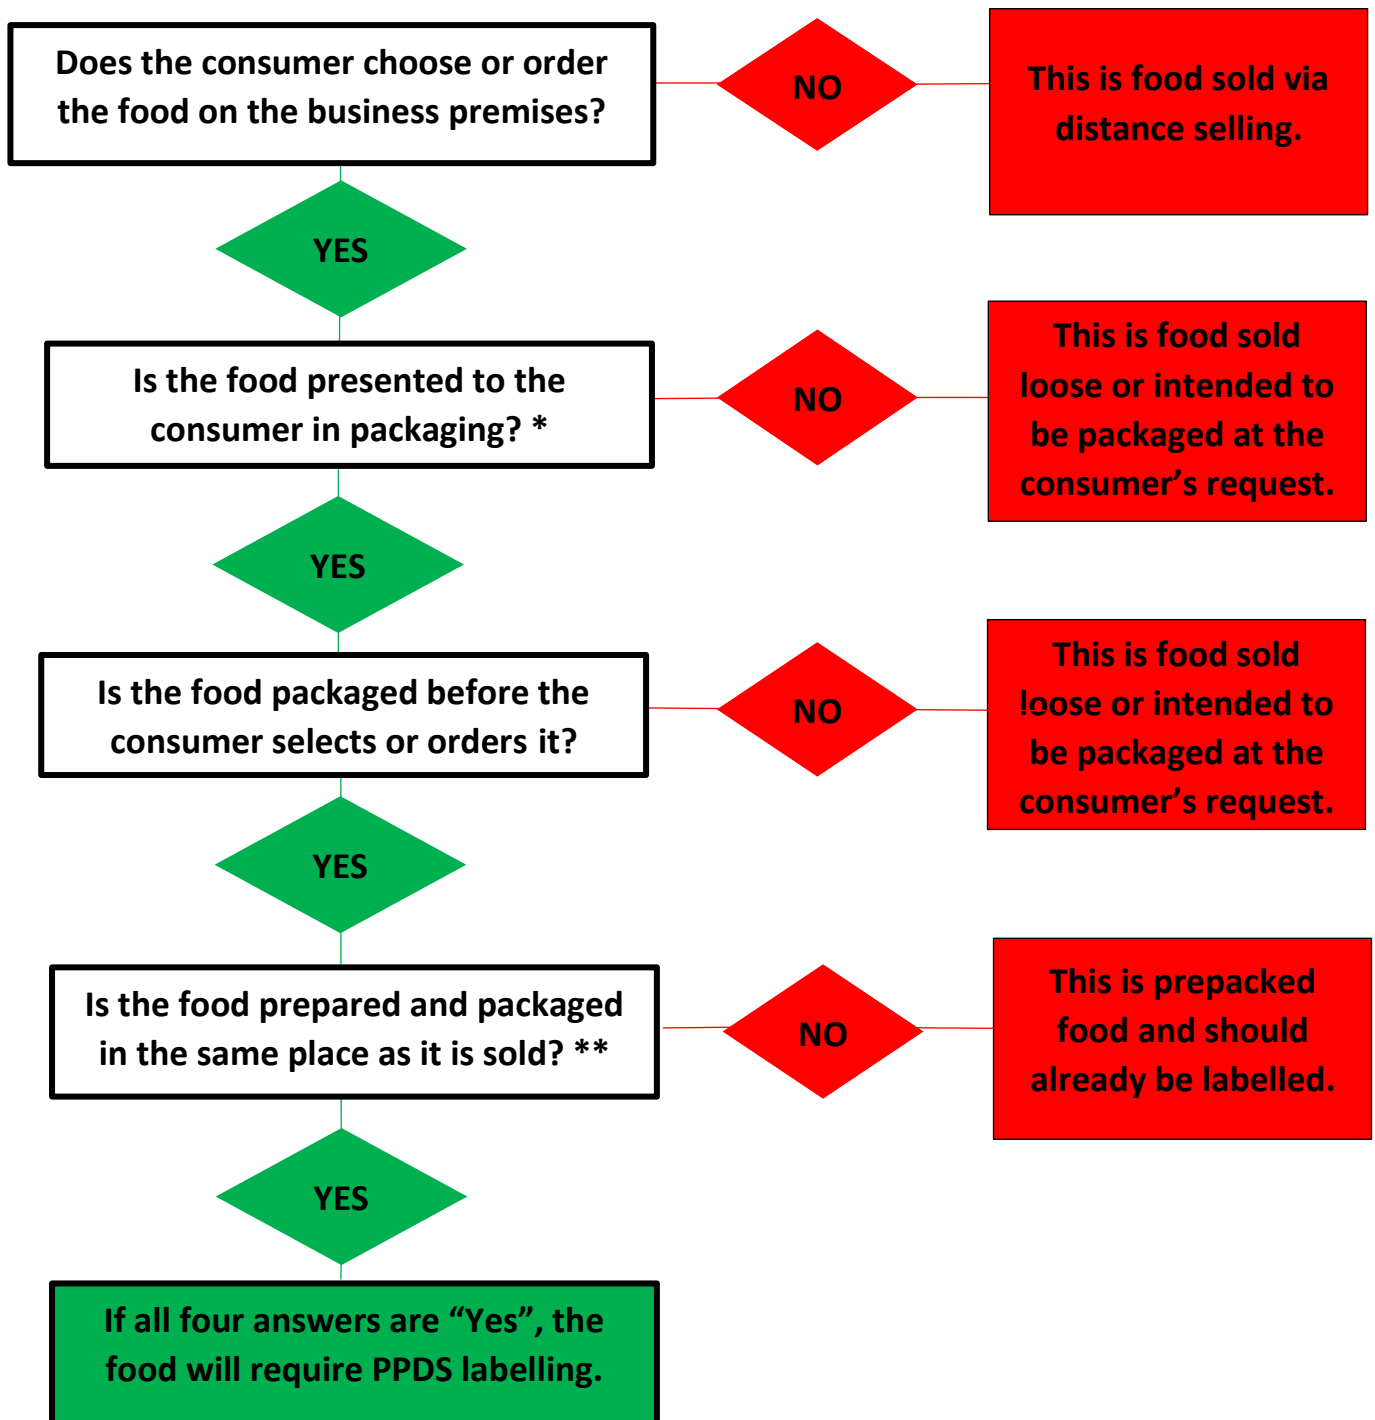 Does the consumer choose or order
the food on the business premises?
NO
This is food sold via
distance selling.
YES
Is the food presented to the
consumer in packaging? *
NO
This is food sold
loose or intended to
be packaged at the
consumer’s request.
YES
Is the food packaged before the
consumer selects or orders it?
NO
This is food sold
loose or intended to
be packaged at the
consumer’s request.
YES
Is the food prepared and packaged
in the same place as it is sold? **
NO
This is prepacked
food and should
already be labelled.
YES
If all four answers are “Yes”, the
food will require PPDS labelling.